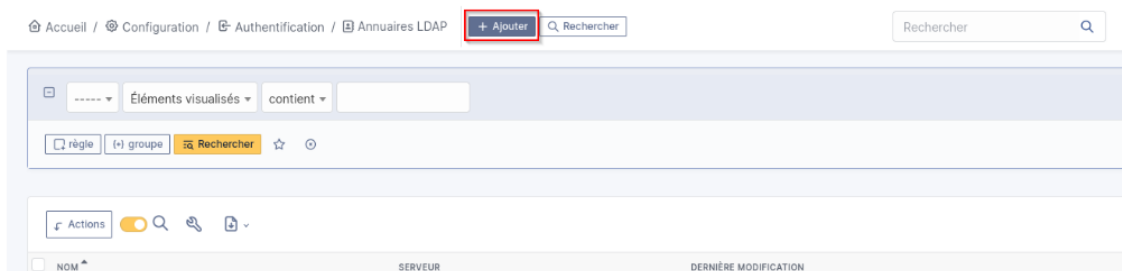 Accueil / Configuration / Authentification / Annuaires LDAP + Ajouter Rechercher Rechercher
----- Éléments visualisés contient
règle (+) groupe Rechercher
Actions
NOM SERVEUR DERNIÈRE MODIFICATION